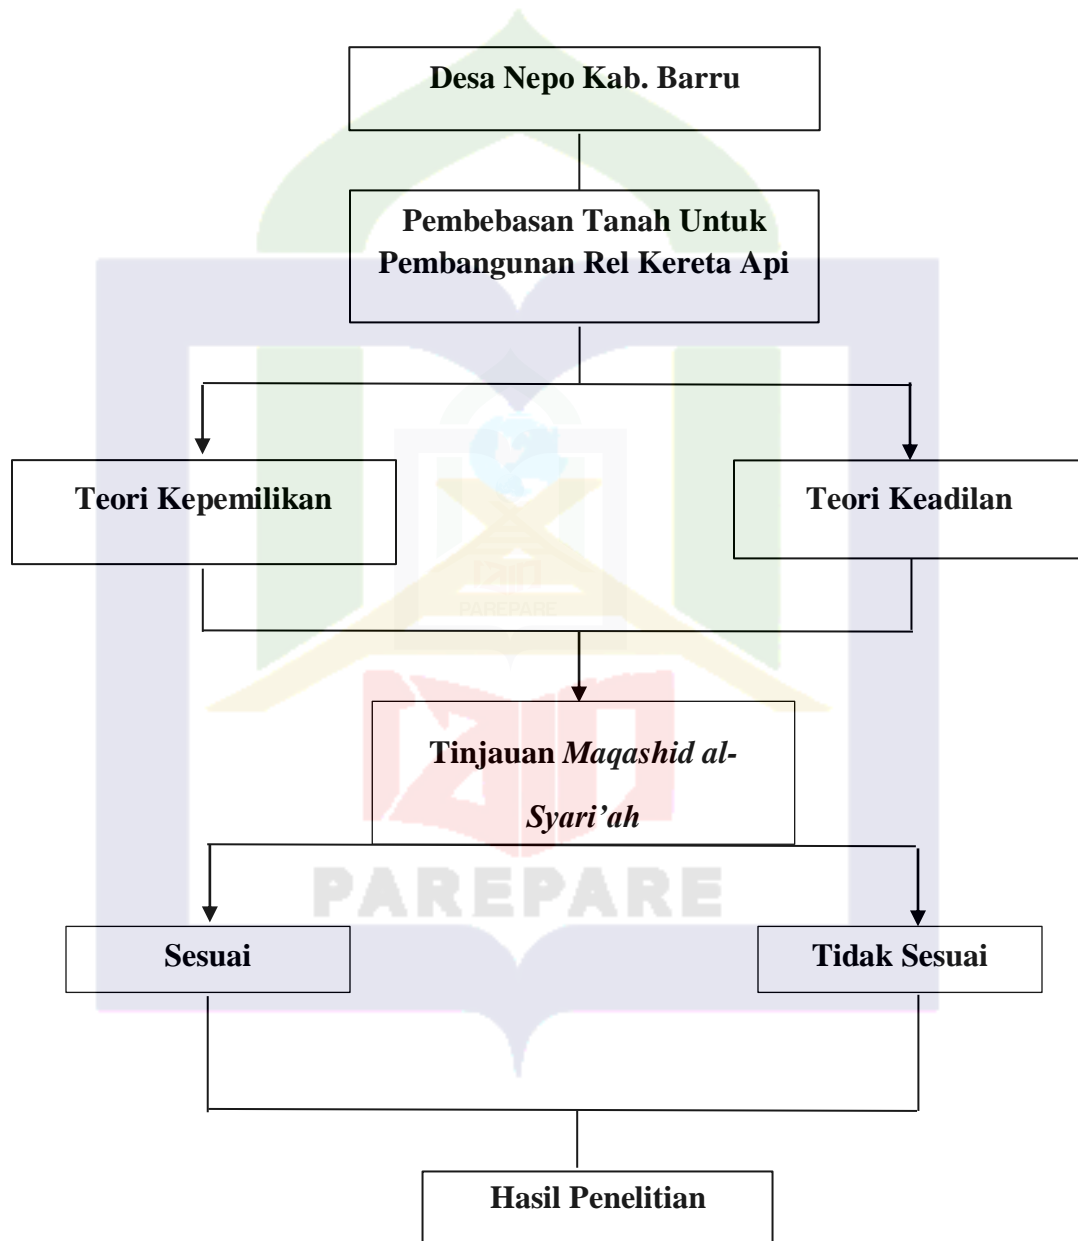 Desa Nepo Kab. Barru
Pembebasan Tanah Untuk
Pembangunan Rel Kereta Api
Teori Kepemilikan
Teori Keadilan
PAREPARE
Tinjauan Maqashid al-
Syari’ah
PAREPARE
Sesuai
Tidak Sesuai
Hasil Penelitian